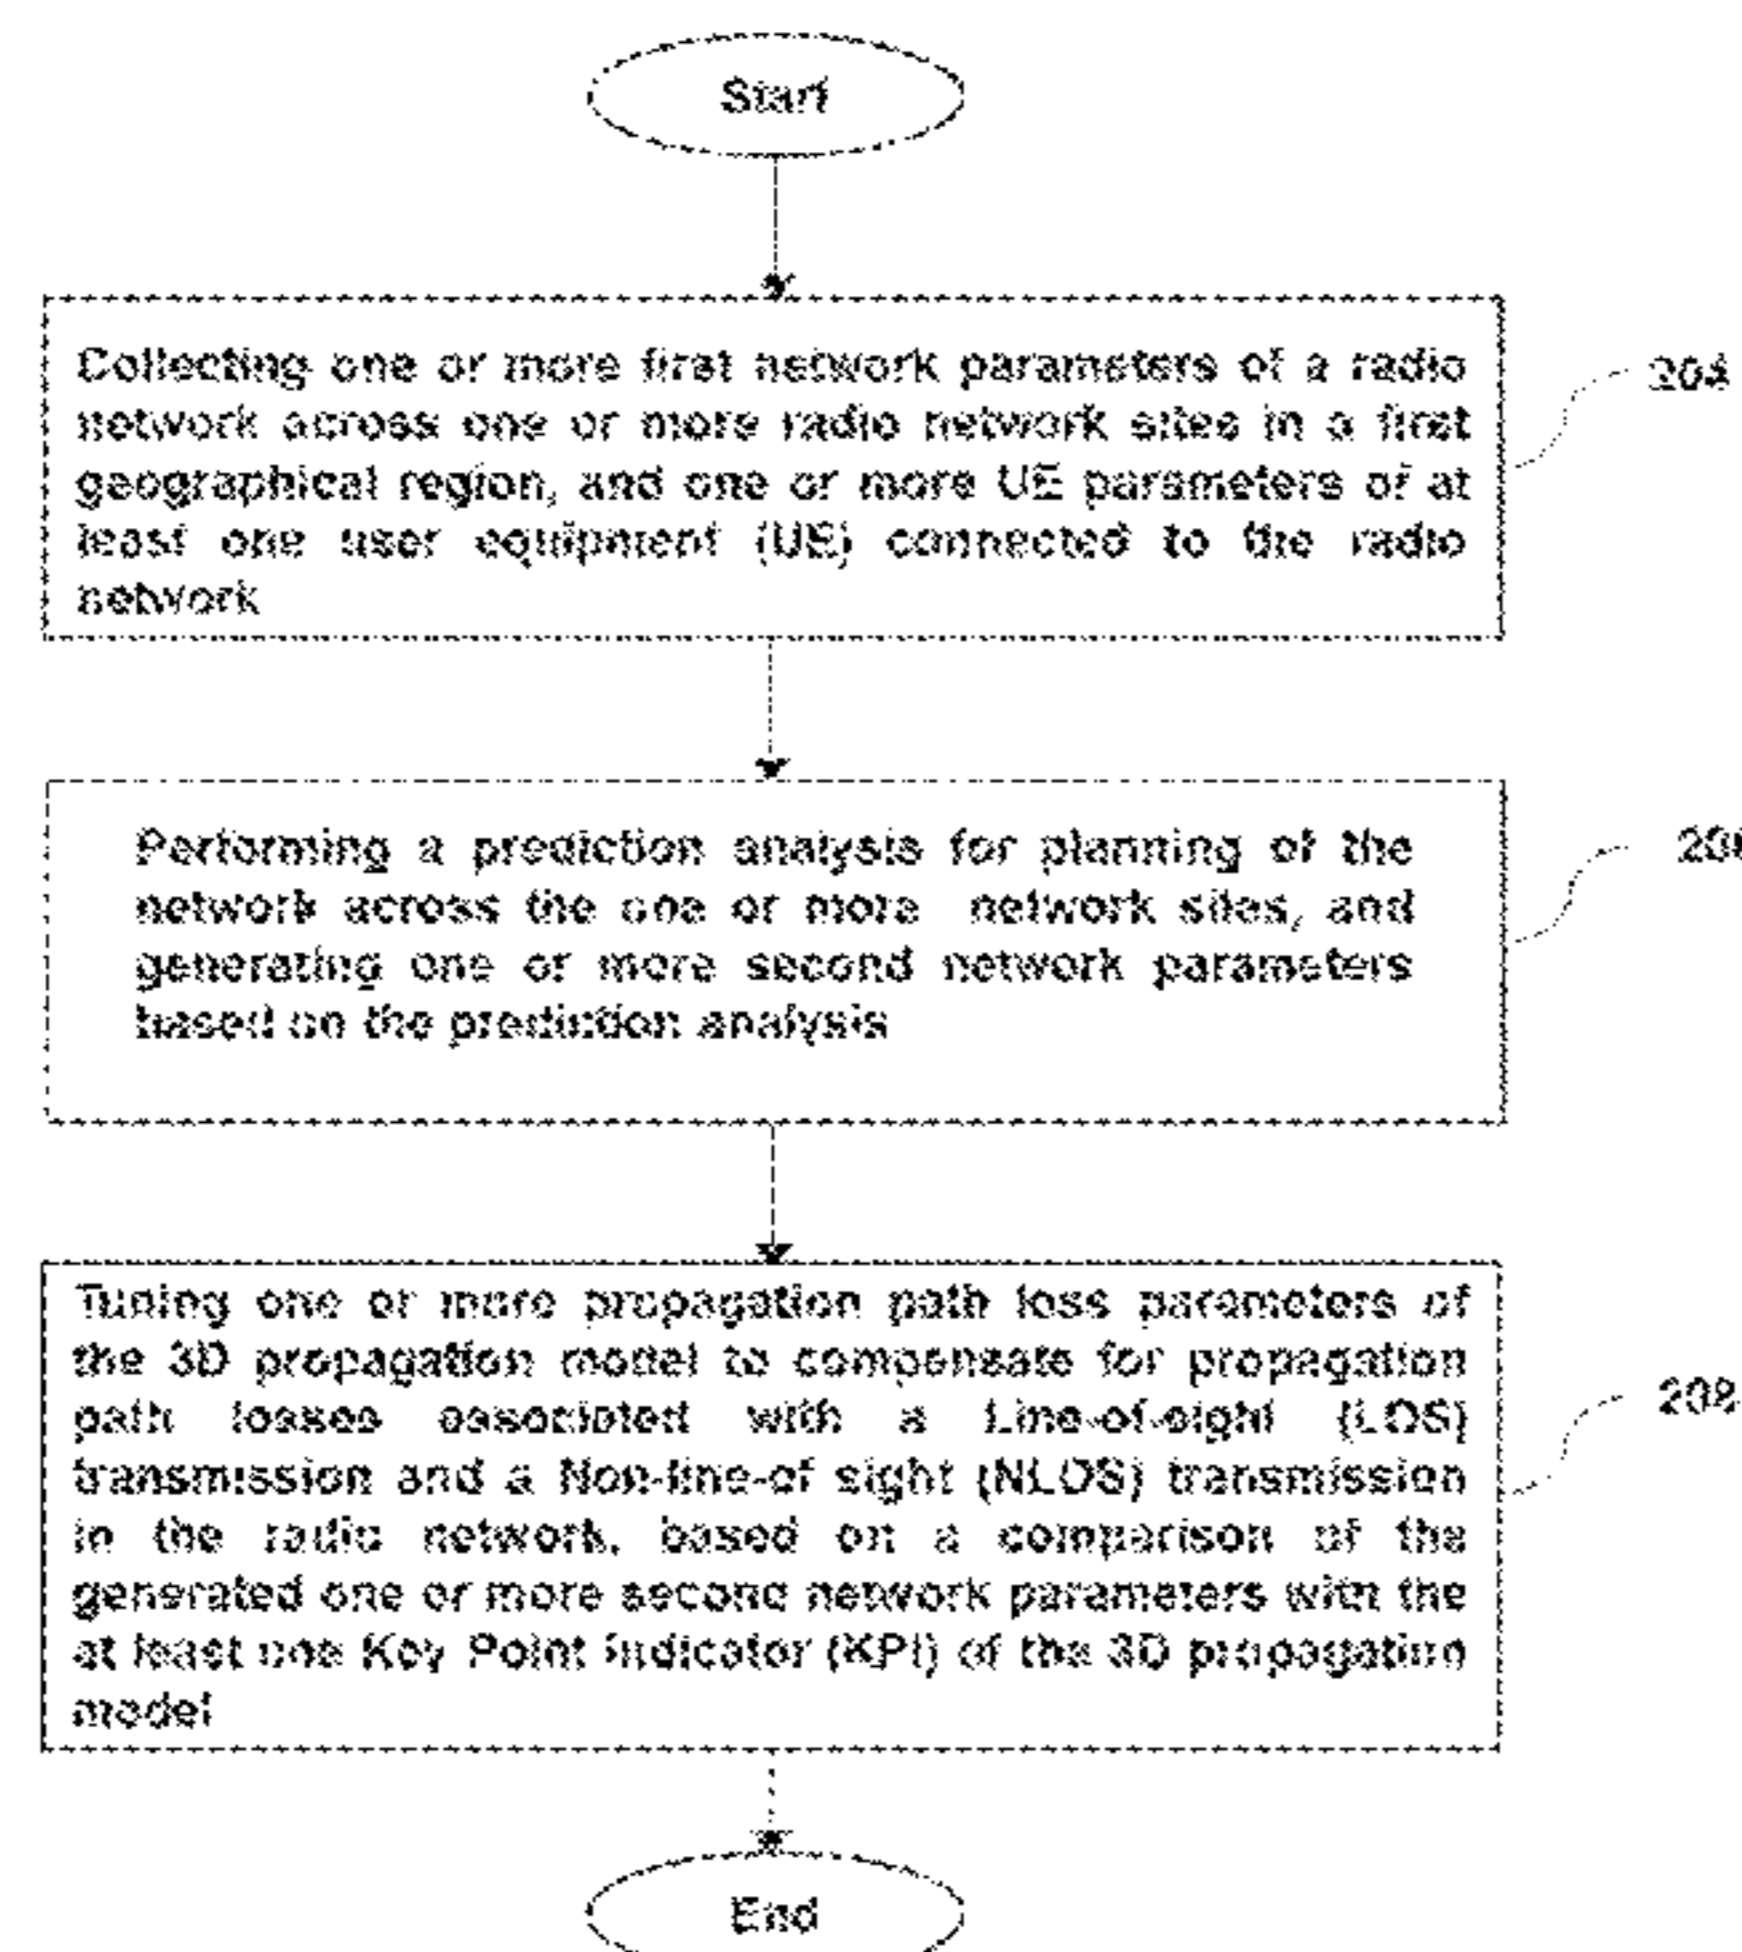 Start
Collecting one or more first network parameters of a radio
network across one or more radio network sites in a first
geographical region, and one or more UE parameters of at
least one user equipment (UE) connected to the radio
network
204
Performing a prediction analysis for planning of the
network across the one or more network sites, and
generating one or more second network parameters
based on the prediction analysis
206
Tuning one or more propagation path loss parameters of
the 3D propagation model to compensate for propagation
path losses associated with a Line-of-sight (LOS)
transmission and a Non-line-of sight (NLOS) transmission
in the radio network, based on a comparison of the
generated one or more second network parameters with the
at least one Key Point Indicator (KPI) of the 3D propagation
model
208
End